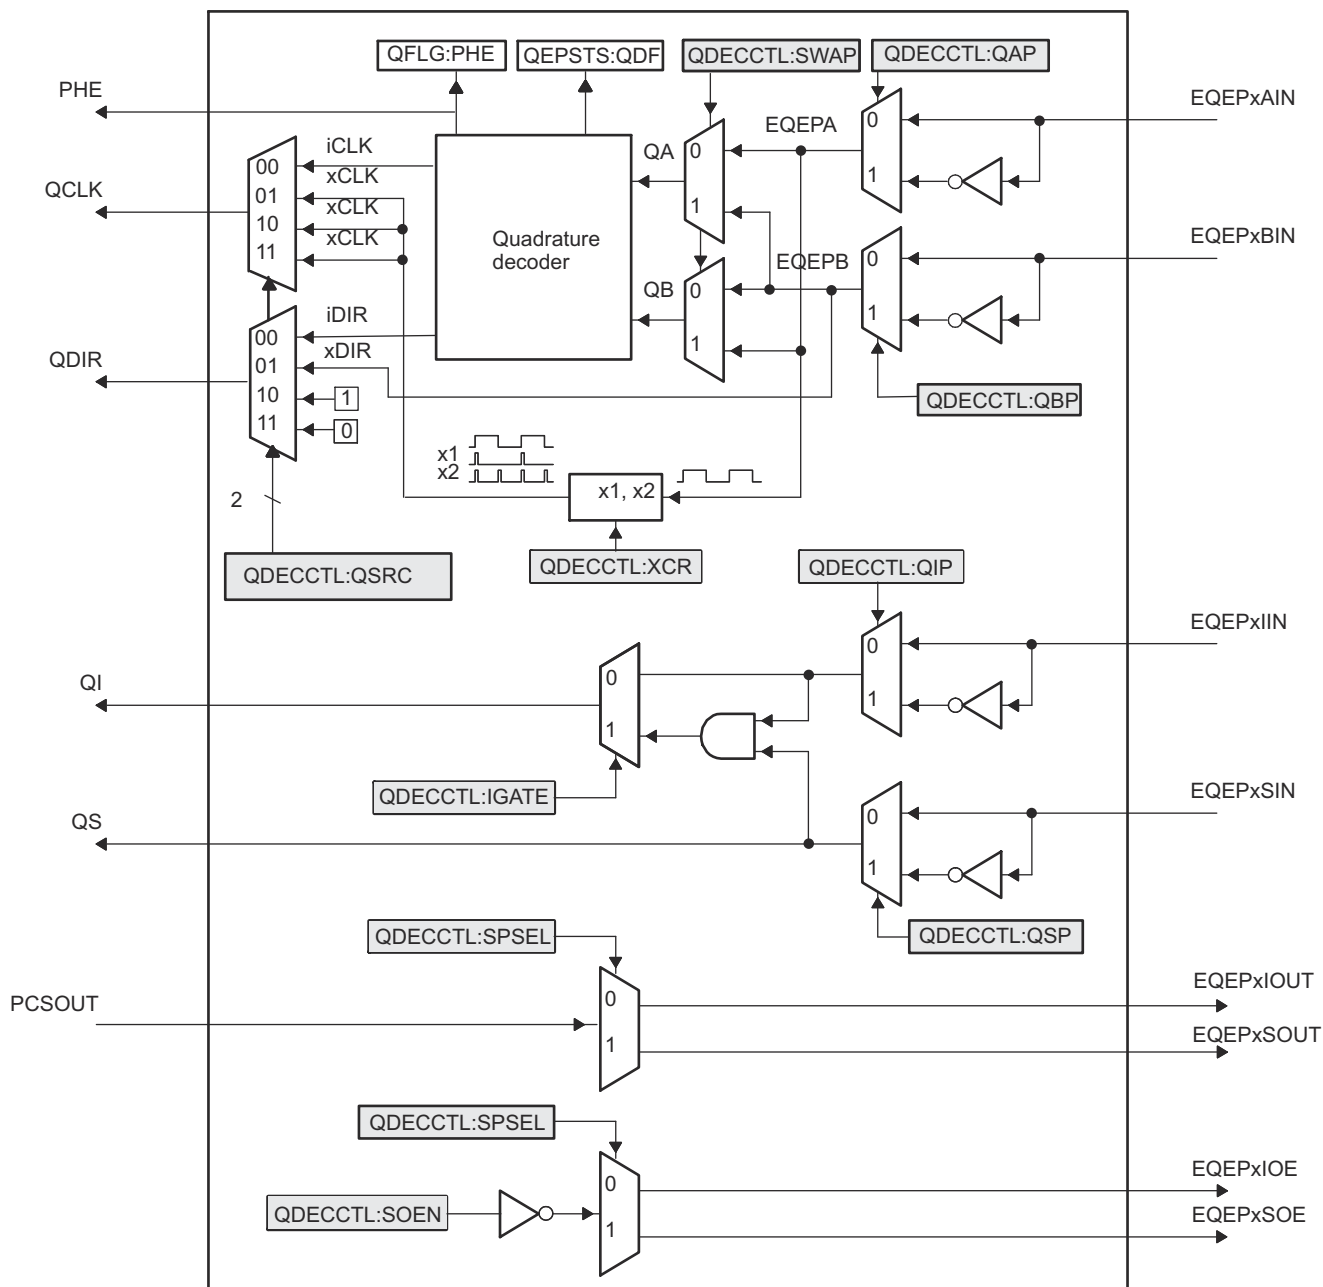 QFLG:PHE
QEPSTS:QDF
QDECCTL:SWAP
QDECCTL:QAP
PHE
EQEPxAIN
EQEPA
0
1
00
01
10
11
iCLK
xCLK
xCLK
xCLK
QCLK
QA
0
1
Quadrature
decoder
EQEPxBIN
EQEPB
0
1
QB
0
1
iDIR
xDIR
00
01
10
11
1
0
QDIR
QDECCTL:QBP
x1
x2
x1, x2
2
QDECCTL:QSRC
QDECCTL:XCR
QDECCTL:QIP
EQEPxIIN
0
1
QI
0
1
QDECCTL:IGATE
EQEPxSIN
0
1
QS
QDECCTL:SPSEL
QDECCTL:QSP
PCSOUT
0
1
EQEPxIOUT
EQEPxSOUT
QDECCTL:SPSEL
QDECCTL:SOEN
0
1
EQEPxIOE
EQEPxSOE